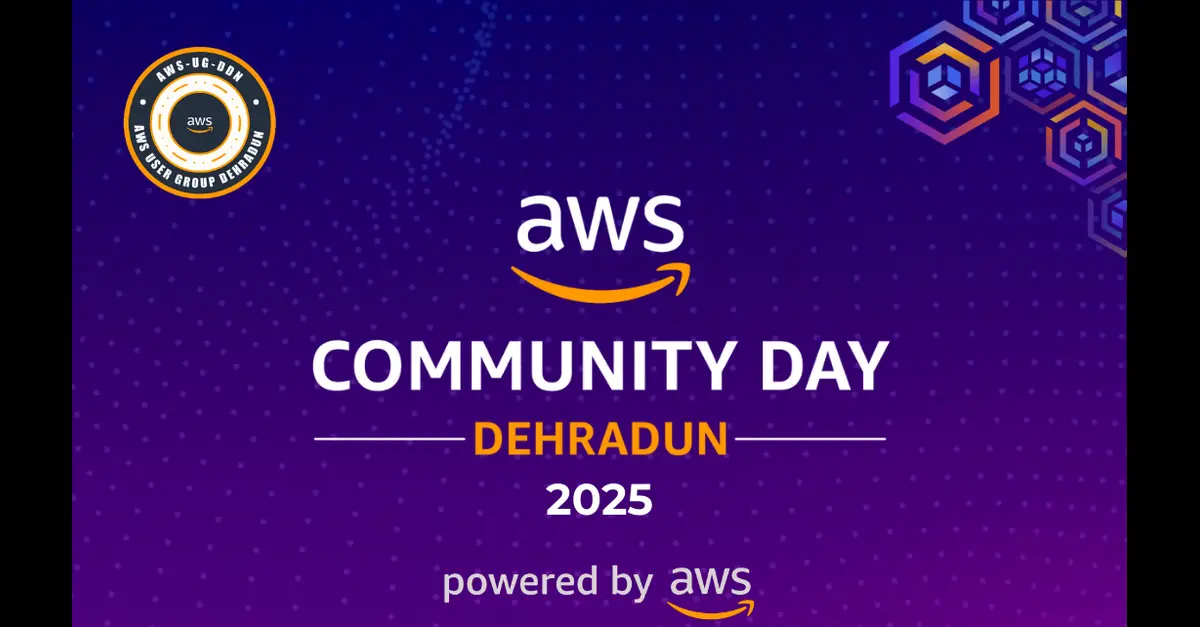 AWS-UG-DDN
aws
AWS USER GROUP DEHRADUN
aws
COMMUNITY DAY
DEHRADUN
2025
powered by aws